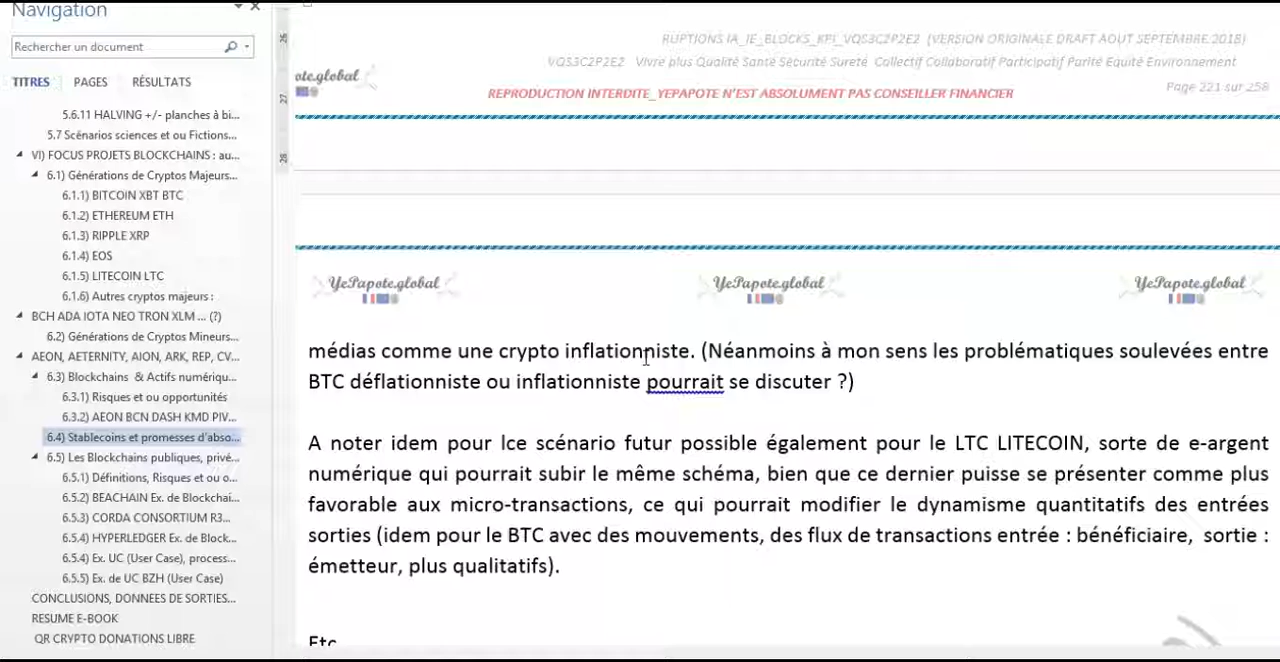 Navigation
Rechercher un document
TITRES PAGES RÉSULTATS
5.6.11 HALVING +/- planches à bi...
5.7 Scénarios sciences et ou Fictions...
VI) FOCUS PROJETS BLOCKCHAINS : au...
6.1) Générations de Cryptos Majeurs...
6.1.1) BITCOIN XBT BTC
6.1.2) ETHEREUM ETH
6.1.3) RIPPLE XRP
6.1.4) EOS
6.1.5) LITECOIN LTC
6.1.6) Autres cryptos majeurs :
BCH ADA IOTA NEO TRON XLM ... (?)
6.2) Générations de Cryptos Mineurs...
AEON, AETERNITY, AION, ARK, REP, CV...
6.3) Blockchains & Actifs numériqu...
6.3.1) Risques et ou opportunités
6.3.2) AEON BCN DASH KMD PIV...
6.4) Stablecoins et promesses d'abso...
6.5) Les Blockchains publiques, privé...
6.5.1) Définitions, Risques et ou o...
6.5.2) BEACHAIN Ex. de Blockchai...
6.5.3) CORDA CONSORTIUM R3...
6.5.4) HYPERLEDGER Ex. de Block...
6.5.4) Ex. UC (User Case), process...
6.5.5) Ex. de UC BZH (User Case)
CONCLUSIONS, DONNEES DE SORTIES...
RESUME E-BOOK
QR CRYPTO DONATIONS LIBRE
26
27
28
RUPTIONS IA_IE_BLOCKS_KPI_VQS3C2P2E2 (VERSION ORIGINALE DRAFT AOUT SEPTEMBRE 2018)
VQS3C2P2E2 Vivre plus Qualité Santé Sécurité Sureté Collectif Collaboratif Participatif Parité Equité Environnement
ote.global
Page 221 sur 258
REPRODUCTION INTERDITE_YEPAPOTE N'EST ABSOLUMENT PAS CONSEILLER FINANCIER
YePapote.global YePapote.global YePapote.global
médias comme une crypto inflationniste. (Néanmoins à mon sens les problématiques soulevées entre
BTC déflationniste ou inflationniste pourrait se discuter ?)
A noter idem pour lce scénario futur possible également pour le LTC LITECOIN, sorte de e-argent
numérique qui pourrait subir le même schéma, bien que ce dernier puisse se présenter comme plus
favorable aux micro-transactions, ce qui pourrait modifier le dynamisme quantitatifs des entrées
sorties (idem pour le BTC avec des mouvements, des flux de transactions entrée : bénéficiaire, sortie :
émetteur, plus qualitatifs).
Etc